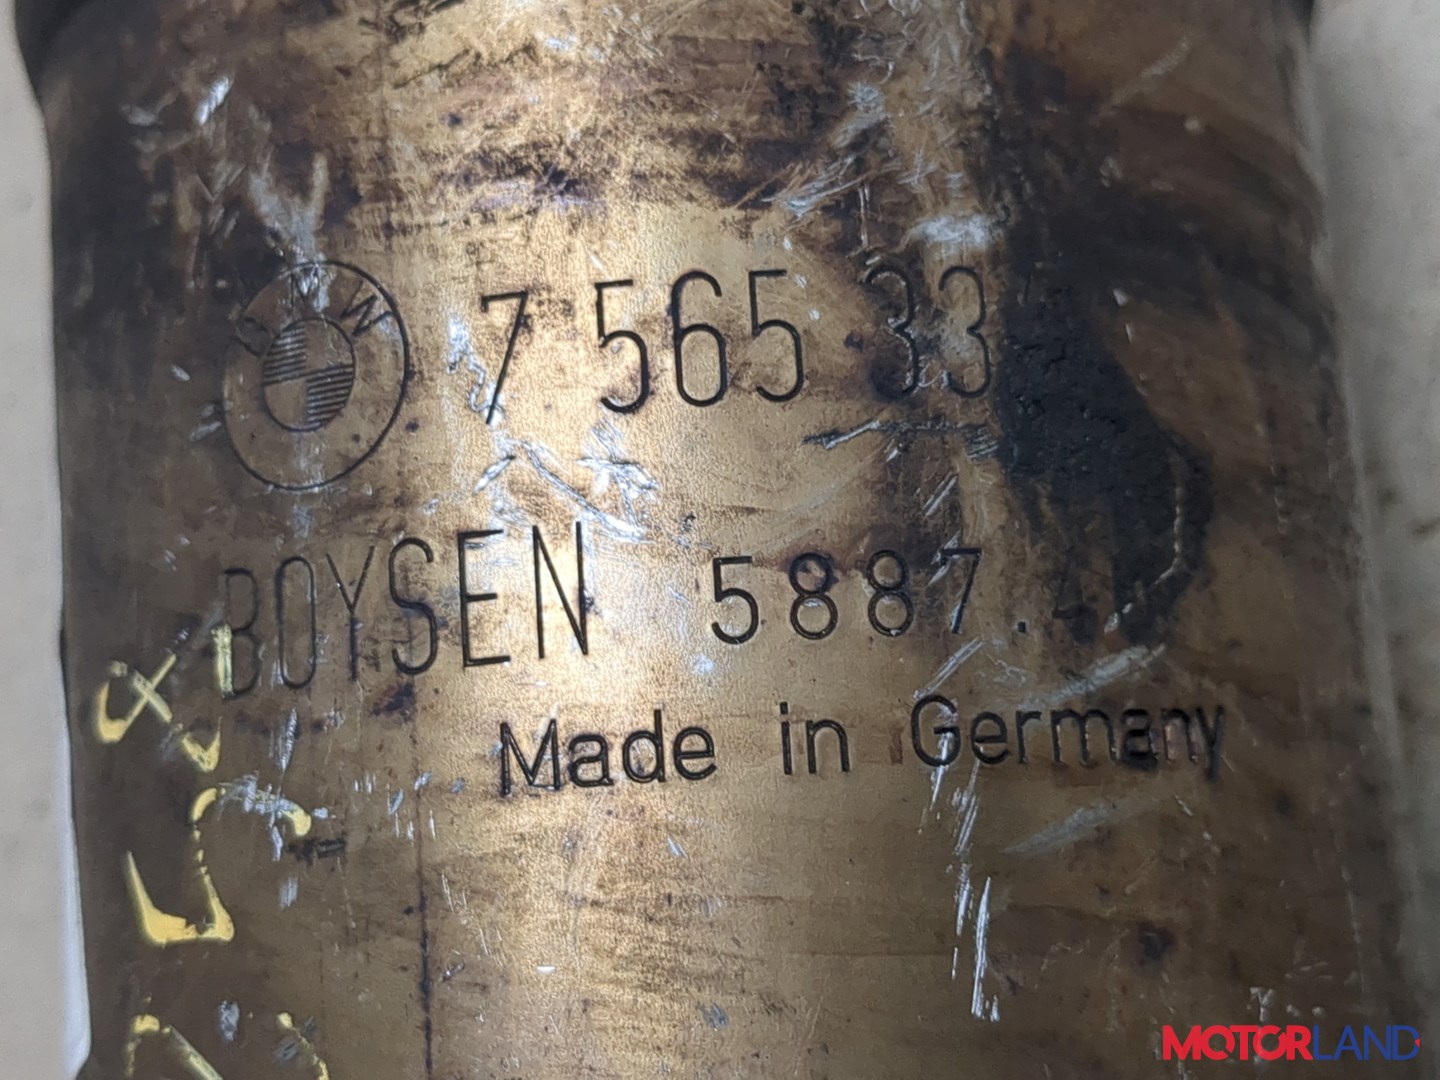 BMW 7 565 33
BOYSEN 5887.
Made in Germany
MOTORLAND